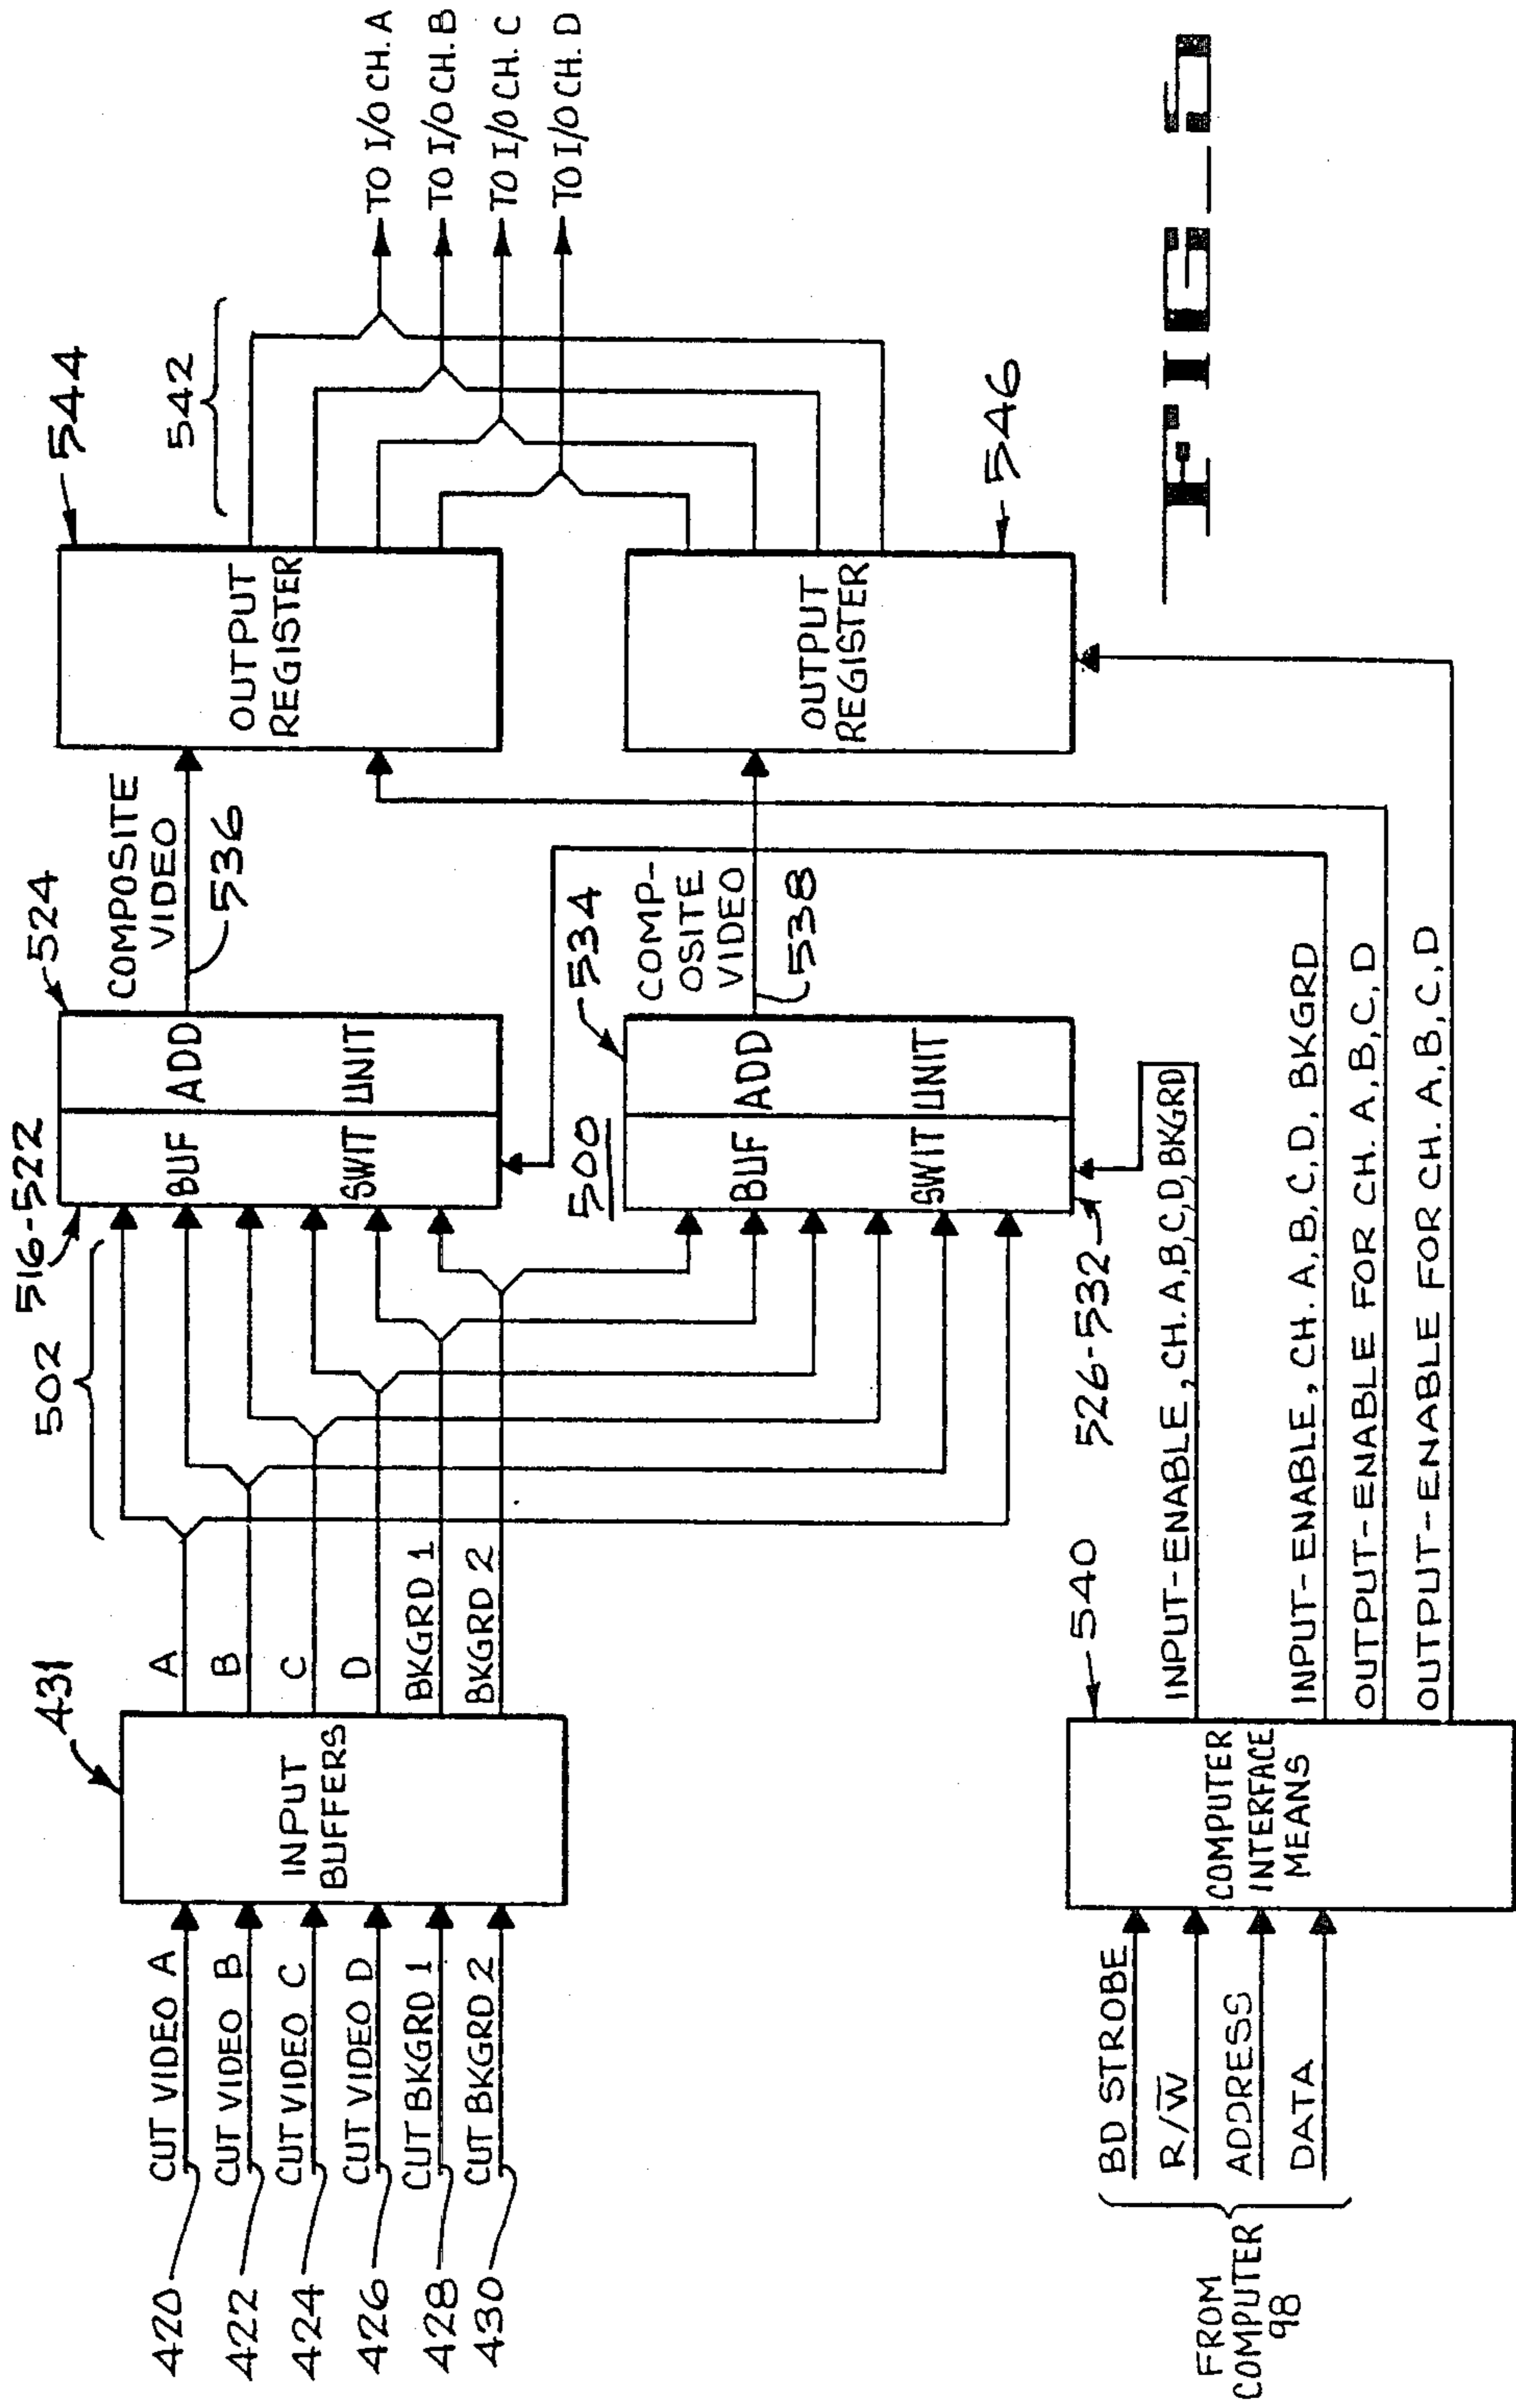 420
CUT VIDEO A
422
CUT VIDEO B
424
CUT VIDEO C
426
CUT VIDEO D
428
CUT BKGRD 1
430
CUT BKGRD 2
431
INPUT
BUFFERS
A
B
C
D
BKGRD 1
BKGRD 2
502
516-522
BUF
SWIT
ADD
UNIT
524
COMPOSITE
VIDEO
536
OUTPUT
REGISTER
544
542
TO I/O CH. A
TO I/O CH. B
TO I/O CH. C
TO I/O CH. D
500
BUF
SWIT
ADD
UNIT
534
526-532
COMP-
OSITE
VIDEO
538
OUTPUT
REGISTER
546
FROM
COMPUTER
98
BD STROBE
R/W̅
ADDRESS
DATA
COMPUTER
INTERFACE
MEANS
540
INPUT-ENABLE, CH. A,B,C,D,BKGRD
INPUT-ENABLE, CH. A,B,C,D, BKGRD
OUTPUT-ENABLE FOR CH. A,B,C,D
OUTPUT-ENABLE FOR CH. A,B,C,D